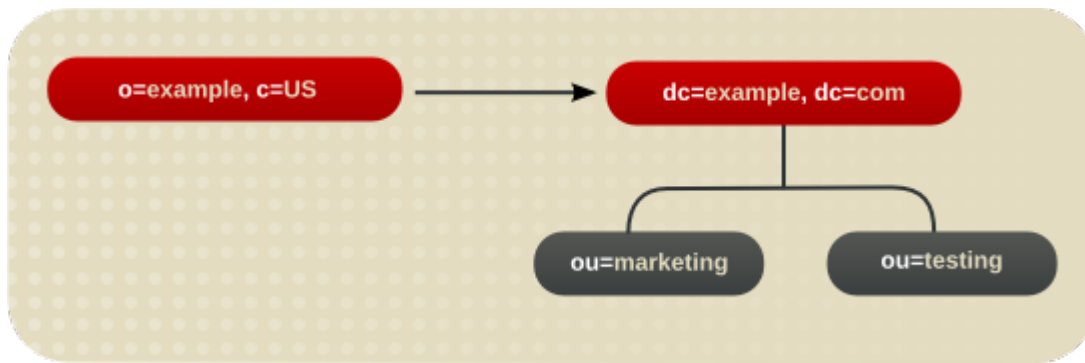 o=example, c=US
dc=example, dc=com
ou=marketing
ou=testing